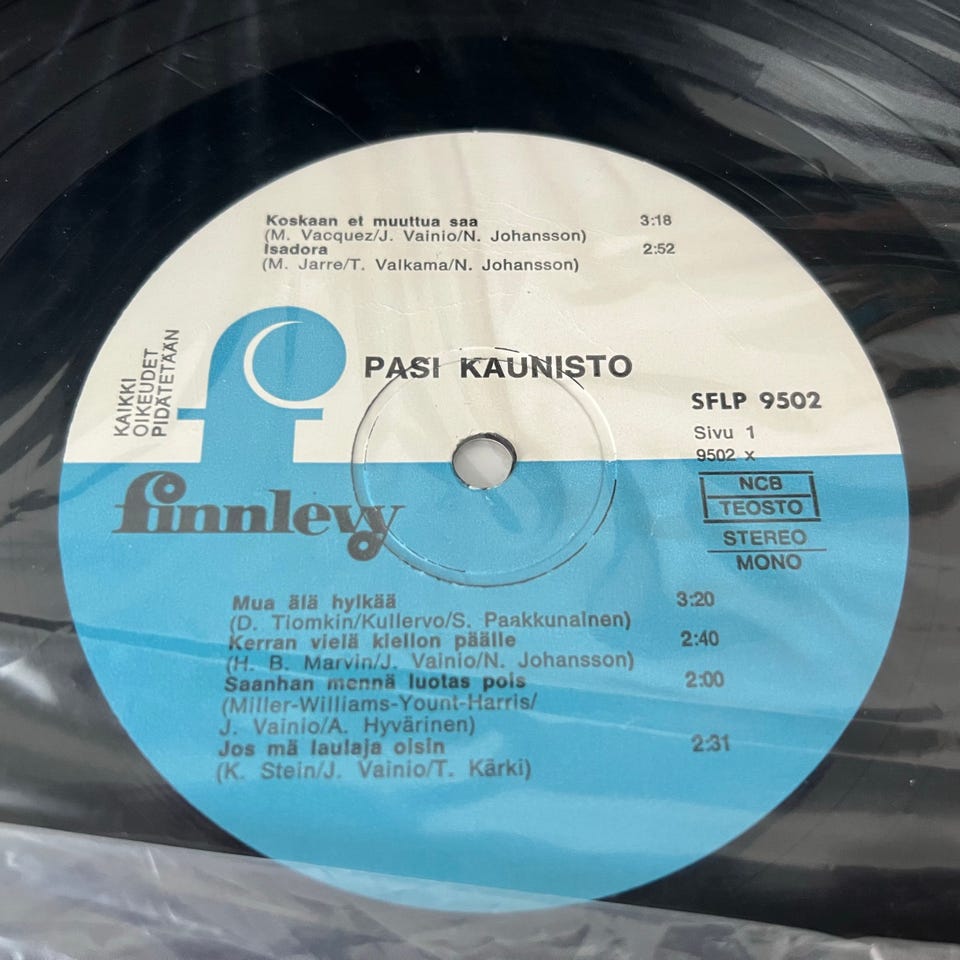 Koskaan et muuttua saa 3:18
(M. Vacquez/J. Vainio/N. Johansson)
Isadora 2:52
(M. Jarre/T. Valkama/N. Johansson)
KAIKKI
OIKEUDET
PIDÄTETÄÄN
f
finnlevy
PASI KAUNISTO
SFLP 9502
Sivu 1
9502 x
NCB
TEOSTO
STEREO
MONO
Mua älä hylkää 3:20
(D. Tiomkin/Kullervo/S. Paakkunainen)
Kerran vielä kiellon päälle 2:40
(H. B. Marvin/J. Vainio/N. Johansson)
Saanhan mennä luotas pois 2:00
(Miller-Williams-Yount-Harris/
J. Vainio/A. Hyvärinen)
Jos mä laulaja oisin 2:31
(K. Stein/J. Vainio/T. Kärki)